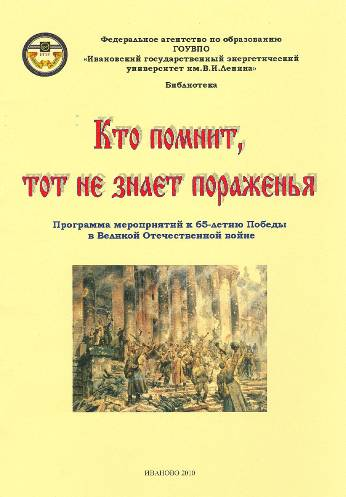 Федеральное агентство по образованию
ГОУВПО
«Ивановский государственный энергетический
университет им.В.И.Ленина»
Библиотека
Кто помнит,
тот не знает пораженья
Программа мероприятий к 65-летию Победы
в Великой Отечественной войне
ИВАНОВО 2010